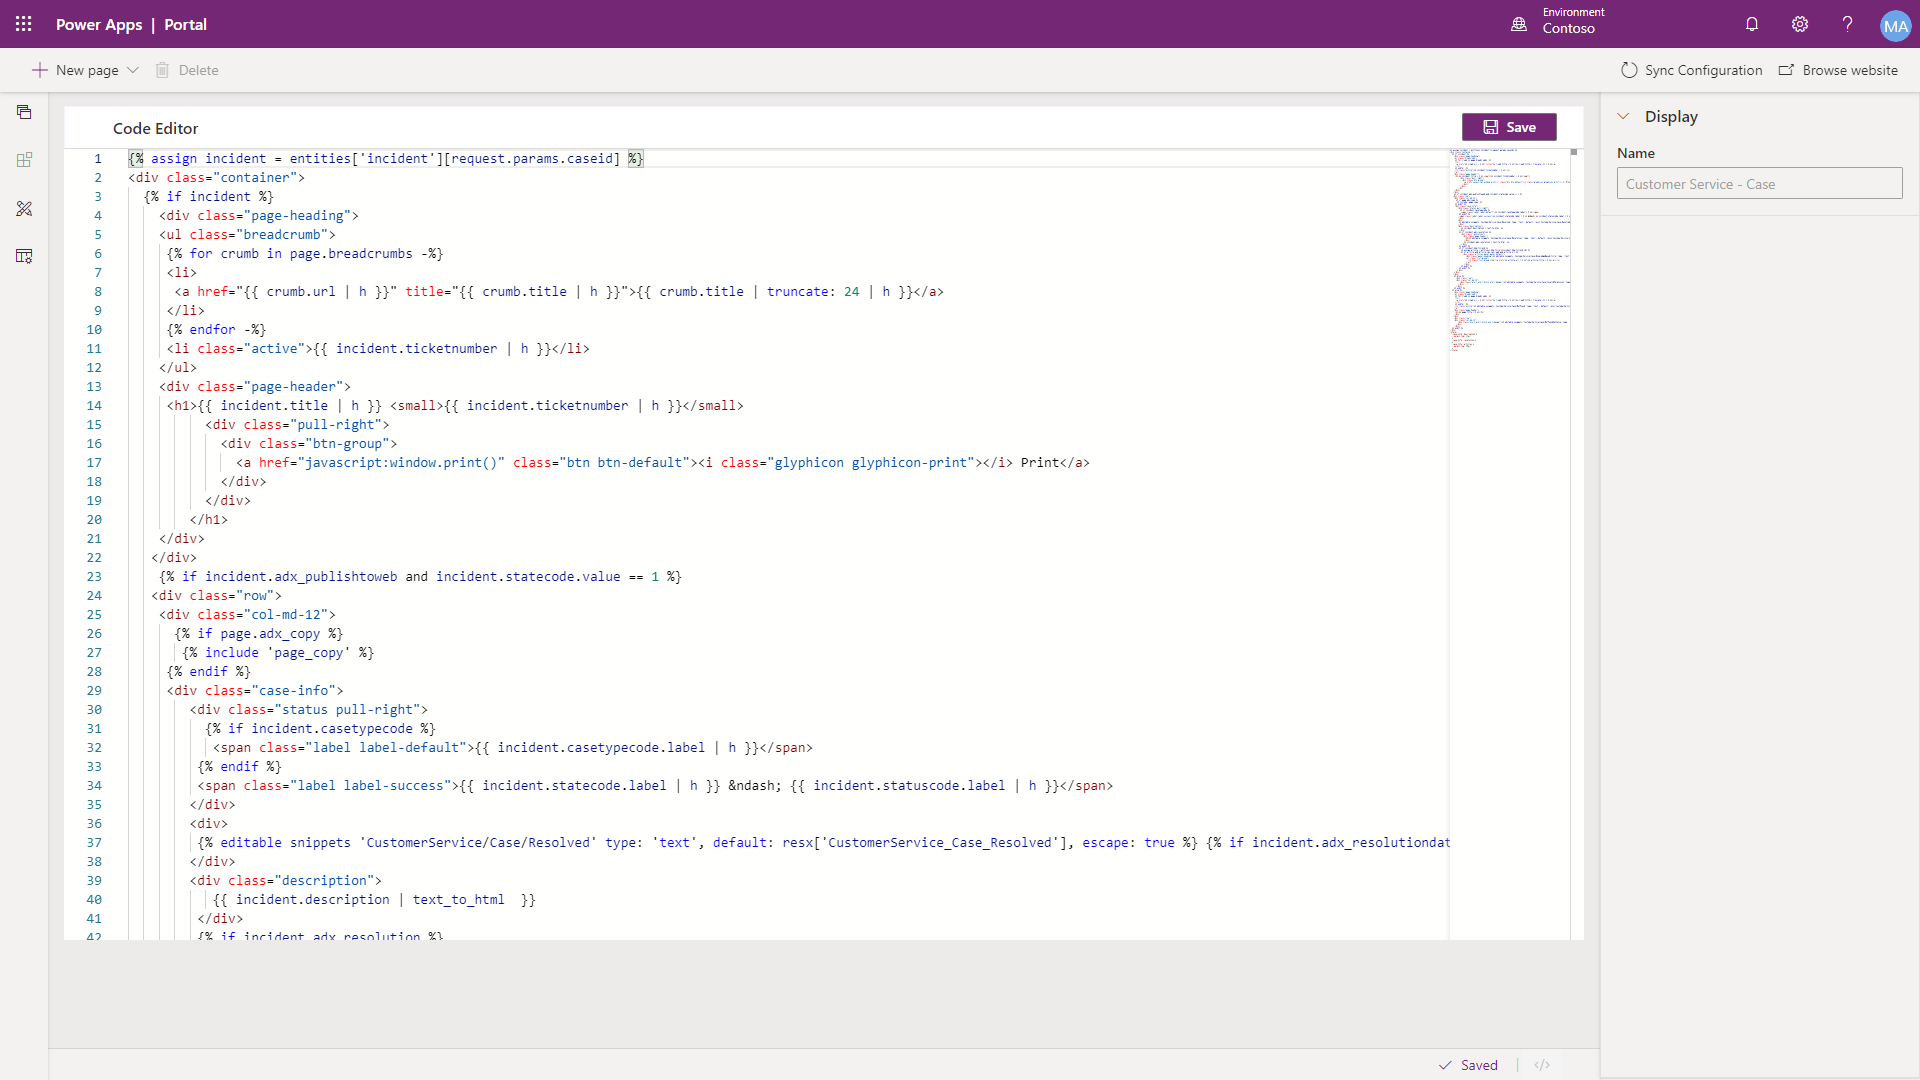 Power Apps | Portal
Environment
Contoso
MA
New page
Delete
Sync Configuration
Browse website
Code Editor
Save
1 {% assign incident = entities['incident'][request.params.caseid] %}
2 <div class="container">
3 {% if incident %}
4 <div class="page-heading">
5 <ul class="breadcrumb">
6 {% for crumb in page.breadcrumbs -%}
7 <li>
8 <a href="{{ crumb.url | h }}" title="{{ crumb.title | h }}">{{ crumb.title | truncate: 24 | h }}</a>
9 </li>
10 {% endfor -%}
11 <li class="active">{{ incident.ticketnumber | h }}</li>
12 </ul>
13 <div class="page-header">
14 <h1>{{ incident.title | h }} <small>{{ incident.ticketnumber | h }}</small>
15 <div class="pull-right">
16 <div class="btn-group">
17 <a href="javascript:window.print()" class="btn btn-default"><i class="glyphicon glyphicon-print"></i> Print</a>
18 </div>
19 </div>
20 </h1>
21 </div>
22 </div>
23 {% if incident.adx_publishtoweb and incident.statecode.value == 1 %}
24 <div class="row">
25 <div class="col-md-12">
26 {% if page.adx_copy %}
27 {% include 'page_copy' %}
28 {% endif %}
29 <div class="case-info">
30 <div class="status pull-right">
31 {% if incident.casetypecode %}
32 <span class="label label-default">{{ incident.casetypecode.label | h }}</span>
33 {% endif %}
34 <span class="label label-success">{{ incident.statecode.label | h }} &ndash; {{ incident.statuscode.label | h }}</span>
35 </div>
36 <div>
37 {% editable snippets 'CustomerService/Case/Resolved' type: 'text', default: resx['CustomerService_Case_Resolved'], escape: true %} {% if incident.adx_resolutiondat
38 </div>
39 <div class="description">
40 {{ incident.description | text_to_html  }}
41 </div>
42 {% if incident.adx_resolution %}
Display
Name
Customer Service - Case
Saved
</>